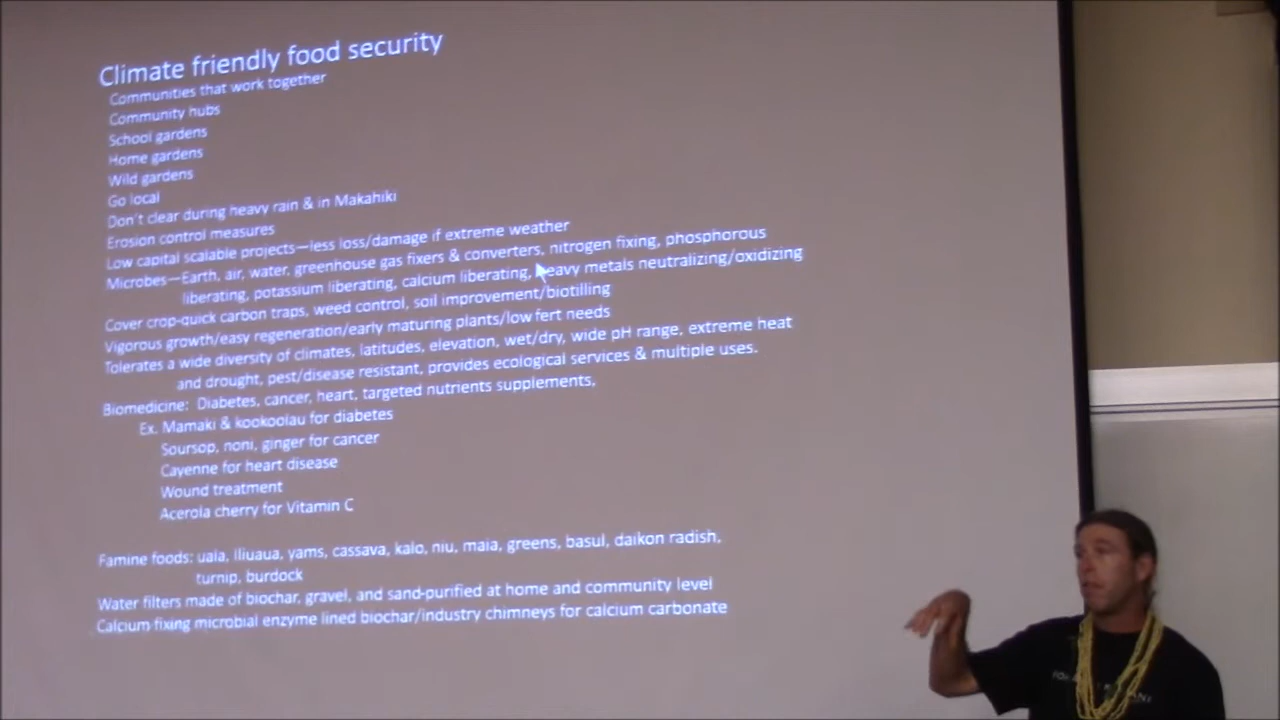 Climate friendly food security
Communities that work together
Community hubs
School gardens
Home gardens
Wild gardens
Go local
Don't clear during heavy rain & in Makahiki
Erosion control measures
Low capital scalable projects—less loss/damage if extreme weather
Microbes—Earth, air, water, greenhouse gas fixers & converters, nitrogen fixing, phosphorous
liberating, potassium liberating, calcium liberating, heavy metals neutralizing/oxidizing
Cover crop-quick carbon traps, weed control, soil improvement/biotilling
Vigorous growth/easy regeneration/early maturing plants/low fert needs
Tolerates a wide diversity of climates, latitudes, elevation, wet/dry, wide pH range, extreme heat
and drought, pest/disease resistant, provides ecological services & multiple uses.
Biomedicine: Diabetes, cancer, heart, targeted nutrients supplements,
Ex. Mamaki & kookoolau for diabetes
Soursop, noni, ginger for cancer
Cayenne for heart disease
Wound treatment
Acerola cherry for Vitamin C
Famine foods: uala, iliuaua, yams, cassava, kalo, niu, maia, greens, basul, daikon radish,
turnip, burdock
Water filters made of biochar, gravel, and sand-purified at home and community level
Calcium fixing microbial enzyme lined biochar/industry chimneys for calcium carbonate